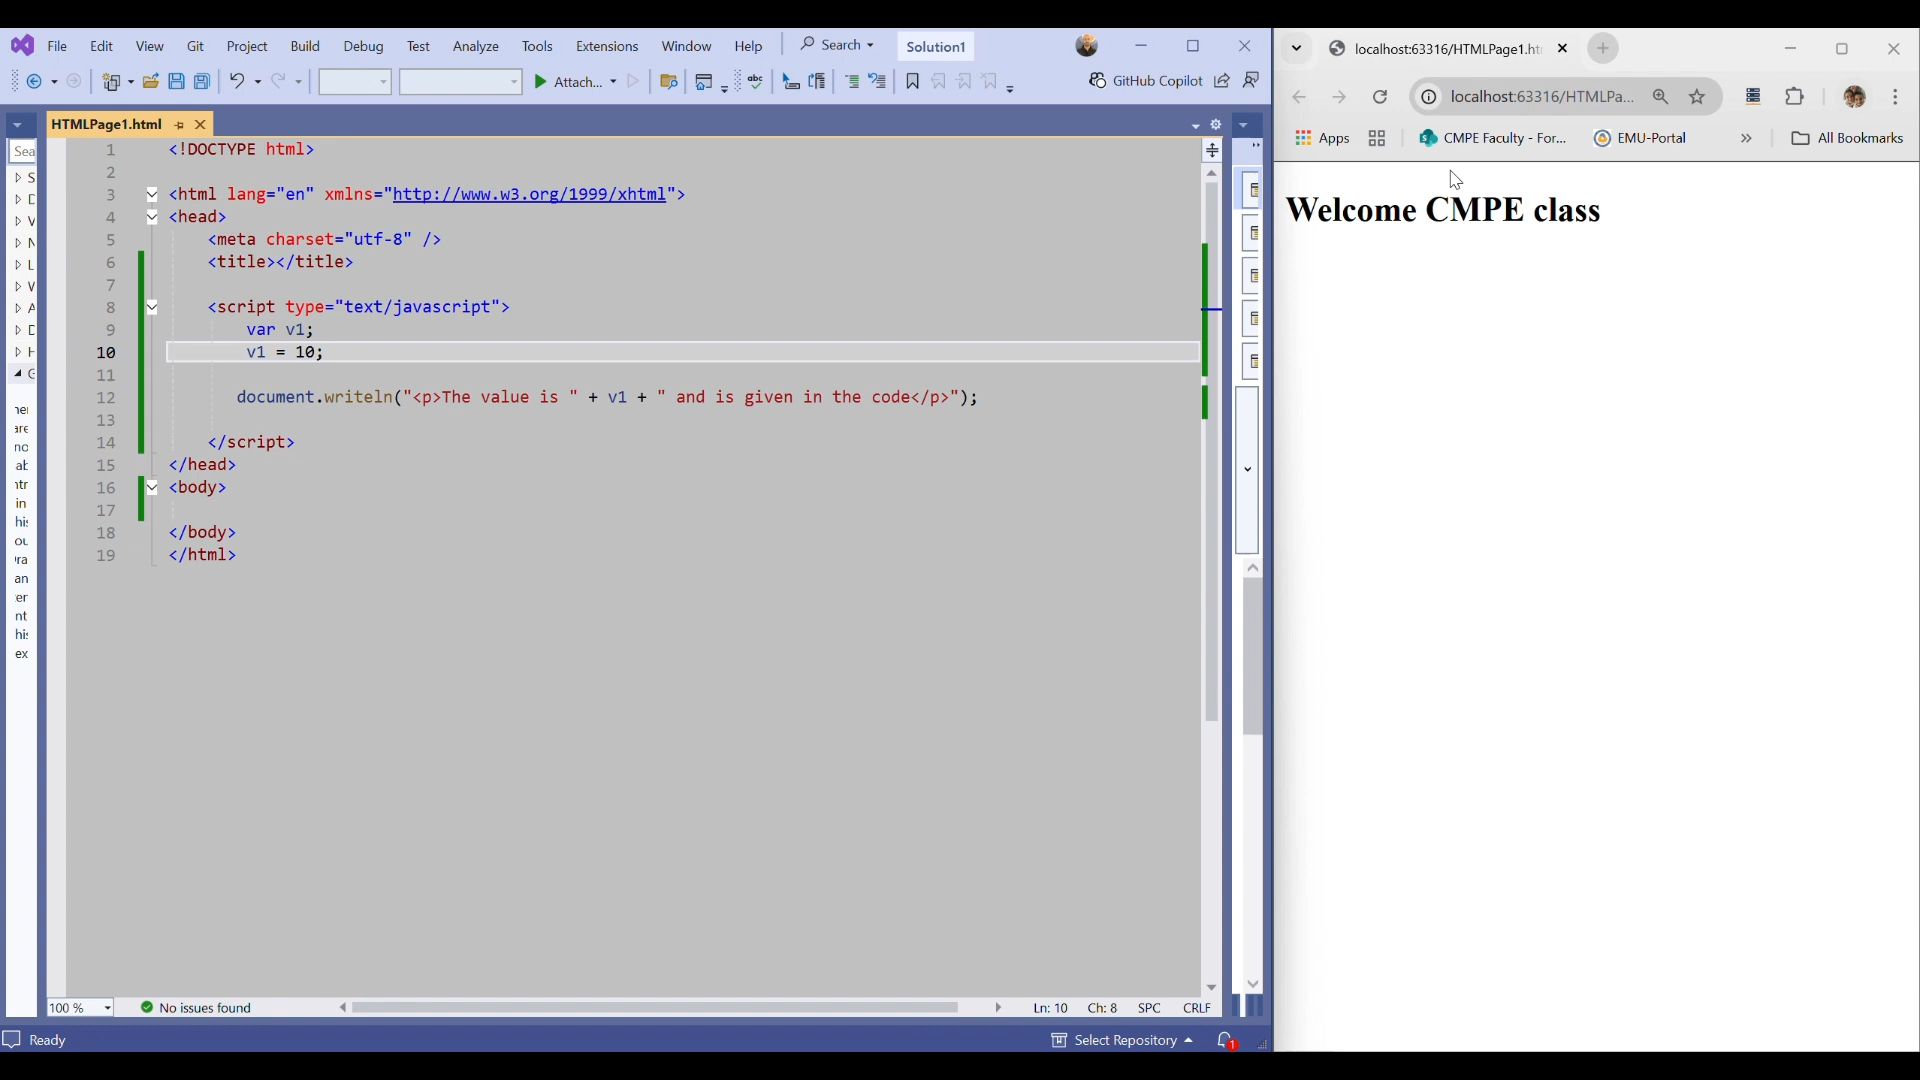 File Edit View Git Project Build Debug Test Analyze Tools Extensions Window Help Search Solution1
Attach... GitHub Copilot
HTMLPage1.html
Sea
1 <!DOCTYPE html>
2
3 <html lang="en" xmlns="http://www.w3.org/1999/xhtml">
4 <head>
5 <meta charset="utf-8" />
6 <title></title>
7
8 <script type="text/javascript">
9 var v1;
10 v1 = 10;
11
12 document.writeln("<p>The value is " + v1 + " and is given in the code</p>");
13
14 </script>
15 </head>
16 <body>
17
18 </body>
19 </html>
100 % No issues found Ln: 10 Ch: 8 SPC CRLF
Ready Select Repository 1
localhost:63316/HTMLPage1.ht
localhost:63316/HTMLPa...
Apps CMPE Faculty - For... EMU-Portal » All Bookmarks
Welcome CMPE class